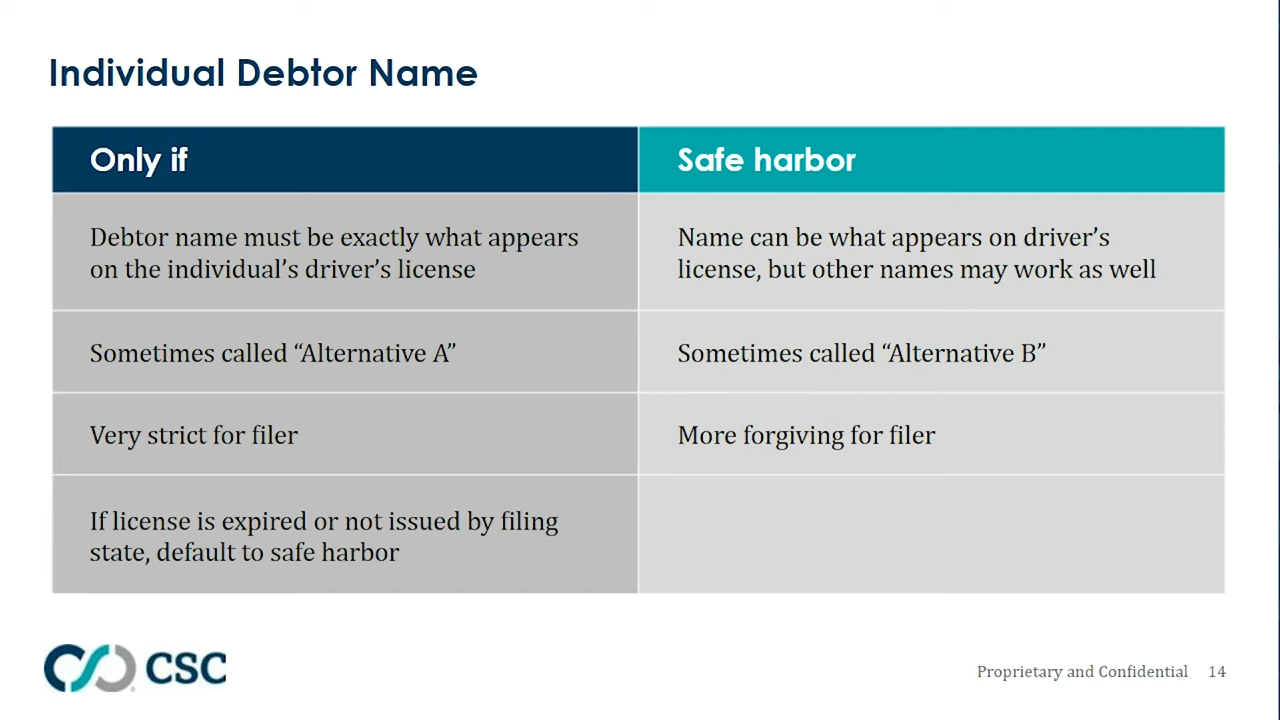 Individual Debtor Name
Only if
Safe harbor
Debtor name must be exactly what appears
on the individual’s driver’s license
Name can be what appears on driver’s
license, but other names may work as well
Sometimes called “Alternative A”
Sometimes called “Alternative B”
Very strict for filer
More forgiving for filer
If license is expired or not issued by filing
state, default to safe harbor
CSC
Proprietary and Confidential 14